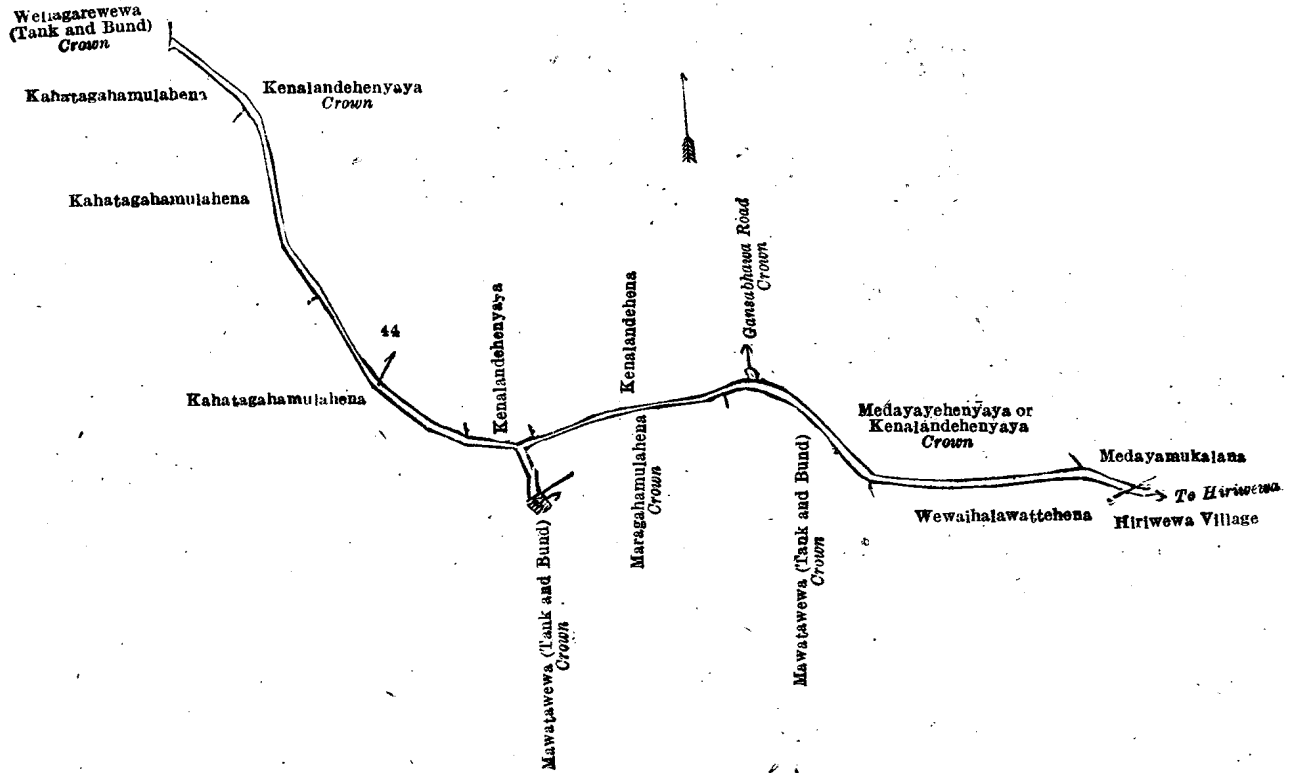 Wellagarewewa
(Tank and Bund)
Crown
Kahatagahamulahena
Kenalandehenyaya
Crown
Kahatagahamulahena
44
Kahatagahamulahena
Kenalandehenyaya
Kenalandehena
Gansabhawa Road
Crown
Maragahamulahena
Crown
Mawatawewa (Tank and Bund)
Crown
Mawatawewa (Tank and Bund)
Crown
Medayayehenyaya or
Kenalandehenyaya
Crown
Medayamukalana
To Hiriwewa
Wewaihalawattehena
Hiriwewa Village